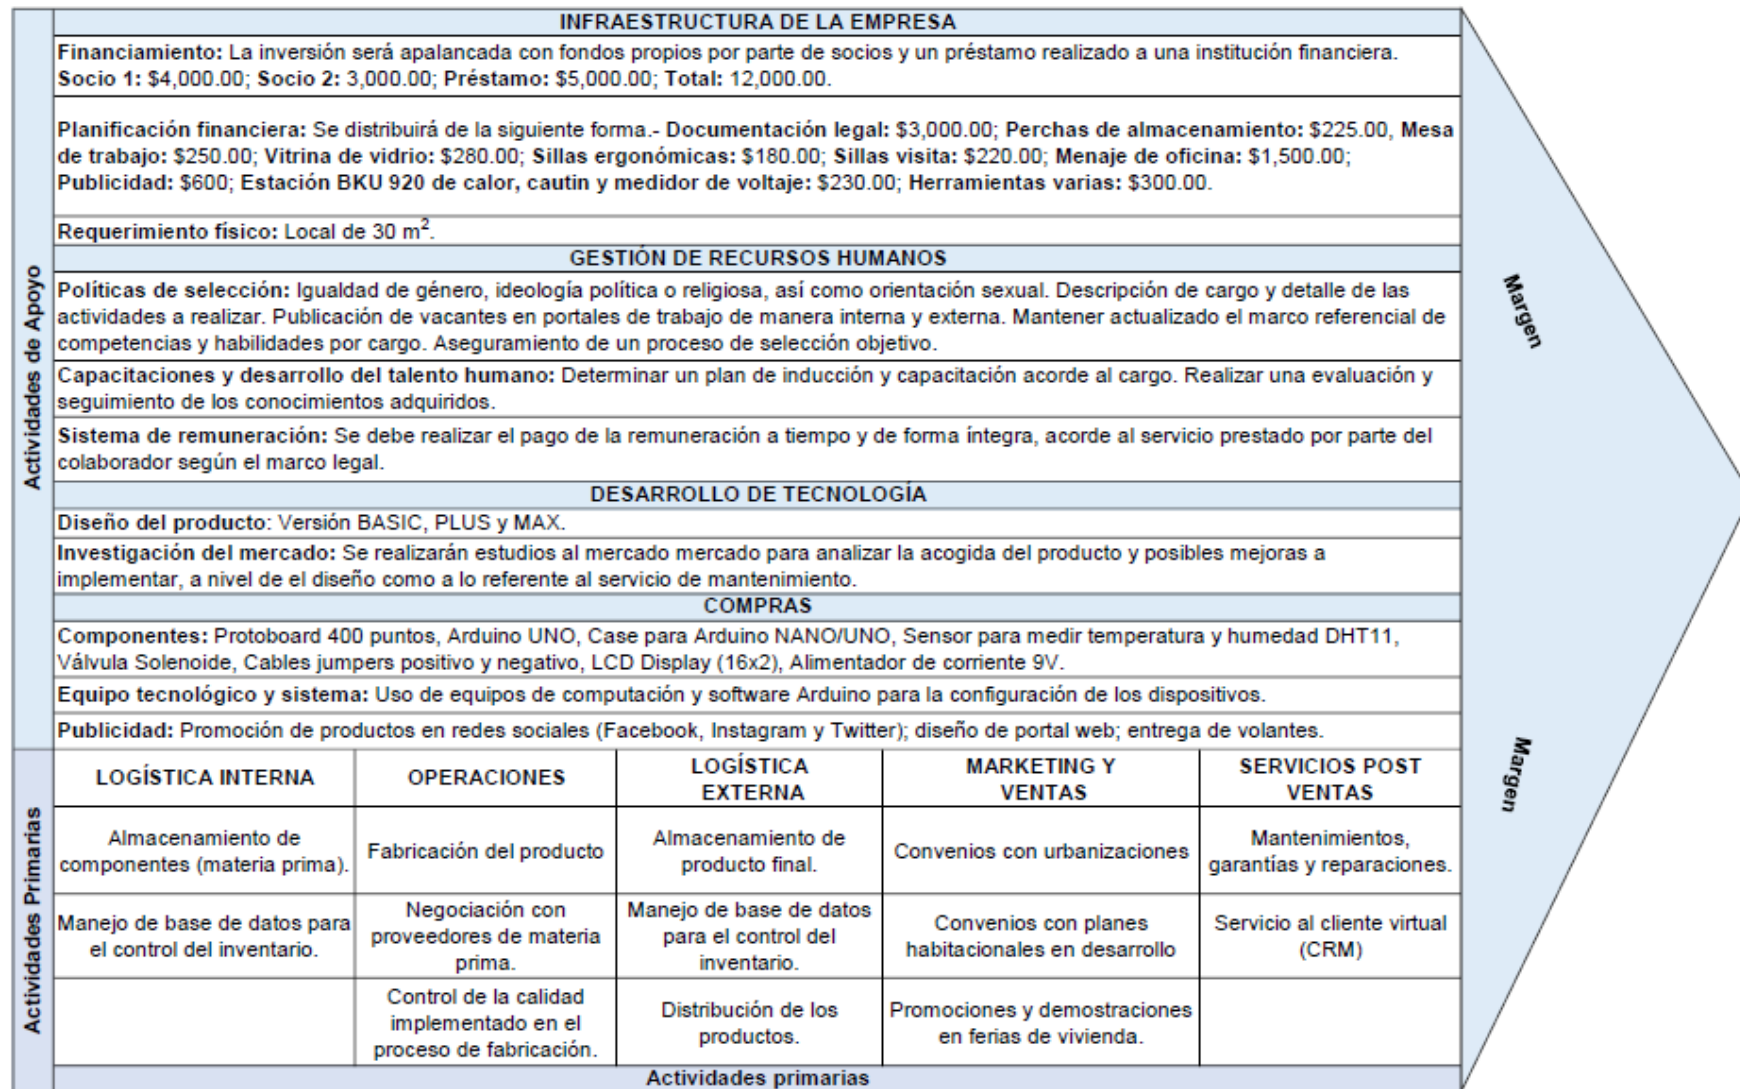 INFRAESTRUCTURA DE LA EMPRESA
Financiamiento: La inversión será apalancada con fondos propios por parte de socios y un préstamo realizado a una institución financiera.
Socio 1: $4,000.00; Socio 2: 3,000.00; Préstamo: $5,000.00; Total: 12,000.00.
Planificación financiera: Se distribuirá de la siguiente forma.- Documentación legal: $3,000.00; Perchas de almacenamiento: $225.00, Mesa
de trabajo: $250.00; Vitrina de vidrio: $280.00; Sillas ergonómicas: $180.00; Sillas visita: $220.00; Menaje de oficina: $1,500.00;
Publicidad: $600; Estación BKU 920 de calor, cautin y medidor de voltaje: $230.00; Herramientas varias: $300.00.
Requerimiento físico: Local de 30 m².
GESTIÓN DE RECURSOS HUMANOS
Políticas de selección: Igualdad de género, ideología política o religiosa, así como orientación sexual. Descripción de cargo y detalle de las
actividades a realizar. Publicación de vacantes en portales de trabajo de manera interna y externa. Mantener actualizado el marco referencial de
competencias y habilidades por cargo. Aseguramiento de un proceso de selección objetivo.
Capacitaciones y desarrollo del talento humano: Determinar un plan de inducción y capacitación acorde al cargo. Realizar una evaluación y
seguimiento de los conocimientos adquiridos.
Sistema de remuneración: Se debe realizar el pago de la remuneración a tiempo y de forma íntegra, acorde al servicio prestado por parte del
colaborador según el marco legal.
DESARROLLO DE TECNOLOGÍA
Diseño del producto: Versión BASIC, PLUS y MAX.
Investigación del mercado: Se realizarán estudios al mercado mercado para analizar la acogida del producto y posibles mejoras a
implementar, a nivel de el diseño como a lo referente al servicio de mantenimiento.
COMPRAS
Componentes: Protoboard 400 puntos, Arduino UNO, Case para Arduino NANO/UNO, Sensor para medir temperatura y humedad DHT11,
Válvula Solenoide, Cables jumpers positivo y negativo, LCD Display (16x2), Alimentador de corriente 9V.
Equipo tecnológico y sistema: Uso de equipos de computación y software Arduino para la configuración de los dispositivos.
Publicidad: Promoción de productos en redes sociales (Facebook, Instagram y Twitter); diseño de portal web; entrega de volantes.
Actividades de Apoyo
LOGÍSTICA INTERNA
OPERACIONES
LOGÍSTICA
EXTERNA
MARKETING Y
VENTAS
SERVICIOS POST
VENTAS
Almacenamiento de
componentes (materia prima).
Fabricación del producto
Almacenamiento de
producto final.
Convenios con urbanizaciones
Mantenimientos,
garantías y reparaciones.
Manejo de base de datos para
el control del inventario.
Negociación con
proveedores de materia
prima.
Manejo de base de datos
para el control del
inventario.
Convenios con planes
habitacionales en desarrollo
Servicio al cliente virtual
(CRM)
Control de la calidad
implementado en el
proceso de fabricación.
Distribución de los
productos.
Promociones y demostraciones
en ferias de vivienda.
Actividades Primarias
Actividades primarias
Margen
Margen